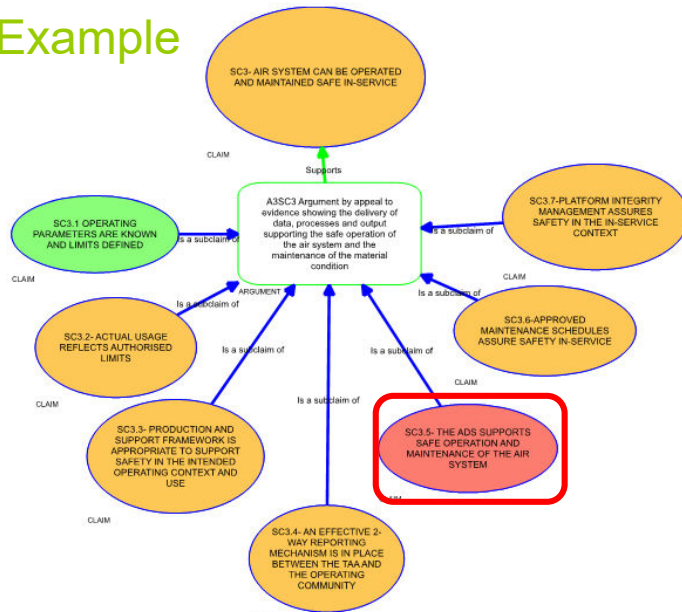 Example
SC3- AIR SYSTEM CAN BE OPERATED
AND MAINTAINED SAFE IN-SERVICE
CLAIM
Supports
A3SC3 Argument by appeal to
evidence showing the delivery of
data, processes and output
supporting the safe operation of
the air system and the
maintenance of the material
condition
ARGUMENT
SC3.1 OPERATING
PARAMETERS ARE KNOWN
AND LIMITS DEFINED
CLAIM
Is a subclaim of
SC3.7-PLATFORM INTEGRITY
MANAGEMENT ASSURES
SAFETY IN THE IN-SERVICE
CONTEXT
CLAIM
Is a subclaim of
SC3.2- ACTUAL USAGE
REFLECTS AUTHORISED
LIMITS
CLAIM
Is a subclaim of
SC3.6-APPROVED
MAINTENANCE SCHEDULES
ASSURE SAFETY IN-SERVICE
CLAIM
Is a subclaim of
SC3.3- PRODUCTION AND
SUPPORT FRAMEWORK IS
APPROPRIATE TO SUPPORT
SAFETY IN THE INTENDED
OPERATING CONTEXT AND
USE
CLAIM
Is a subclaim of
SC3.5- THE ADS SUPPORTS
SAFE OPERATION AND
MAINTENANCE OF THE AIR
SYSTEM
Is a subclaim of
SC3.4- AN EFFECTIVE 2-
WAY REPORTING
MECHANISM IS IN PLACE
BETWEEN THE TAA AND
THE OPERATING
COMMUNITY